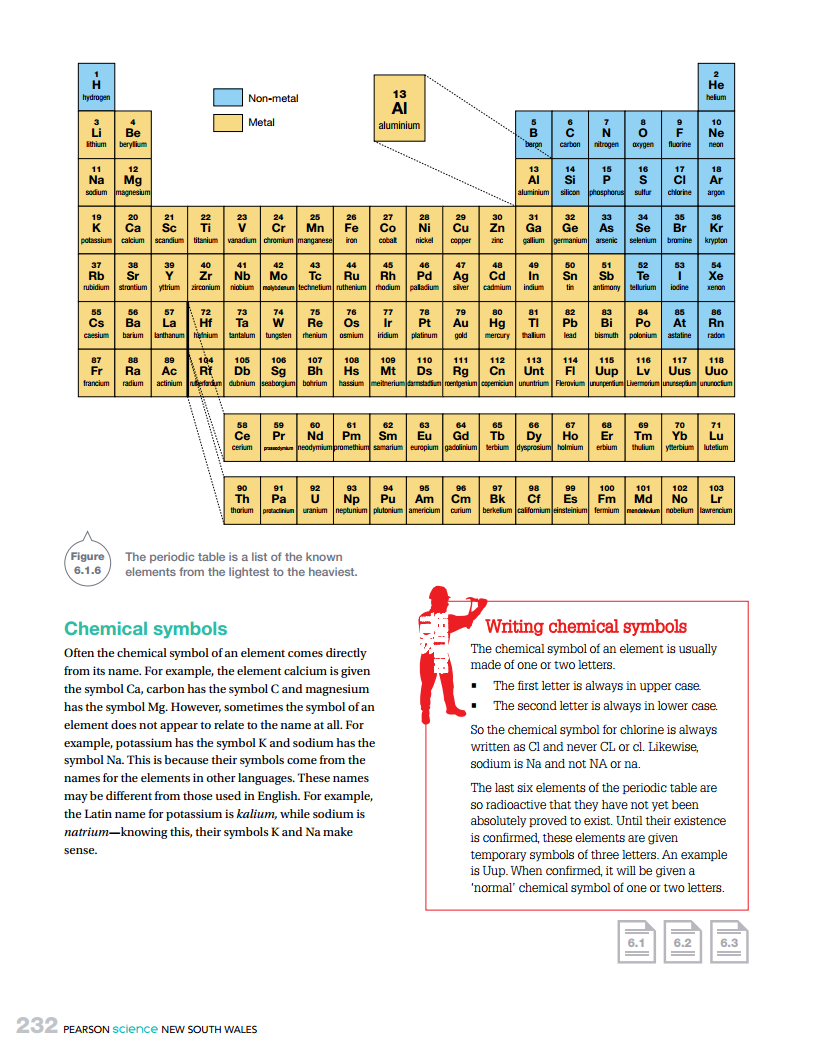 1 2
H He
hydrogen helium
Non-metal
Metal
13
Al
aluminium
3 4 5 6 7 8 9 10
Li Be B C N O F Ne
lithium beryllium boron carbon nitrogen oxygen fluorine neon
11 12 13 14 15 16 17 18
Na Mg Al Si P S Cl Ar
sodium magnesium aluminium silicon phosphorus sulfur chlorine argon
19 20 21 22 23 24 25 26 27 28 29 30 31 32 33 34 35 36
K Ca Sc Ti V Cr Mn Fe Co Ni Cu Zn Ga Ge As Se Br Kr
potassium calcium scandium titanium vanadium chromium manganese iron cobalt nickel copper zinc gallium germanium arsenic selenium bromine krypton
37 38 39 40 41 42 43 44 45 46 47 48 49 50 51 52 53 54
Rb Sr Y Zr Nb Mo Tc Ru Rh Pd Ag Cd In Sn Sb Te I Xe
rubidium strontium yttrium zirconium niobium molybdenum technetium ruthenium rhodium palladium silver cadmium indium tin antimony tellurium iodine xenon
55 56 57 72 73 74 75 76 77 78 79 80 81 82 83 84 85 86
Cs Ba La Hf Ta W Re Os Ir Pt Au Hg Tl Pb Bi Po At Rn
caesium barium lanthanum hafnium tantalum tungsten rhenium osmium iridium platinum gold mercury thallium lead bismuth polonium astatine radon
87 88 89 104 105 106 107 108 109 110 111 112 113 114 115 116 117 118
Fr Ra Ac Rf Db Sg Bh Hs Mt Ds Rg Cn Unt Fl Uup Lv Uus Uuo
francium radium actinium rutherfordium dubnium seaborgium bohrium hassium meitnerium darmstadtium roentgenium copernicium ununtrium Flerovium ununpentium Livermorium ununseptium ununoctium
58 59 60 61 62 63 64 65 66 67 68 69 70 71
Ce Pr Nd Pm Sm Eu Gd Tb Dy Ho Er Tm Yb Lu
cerium praseodymium neodymium promethium samarium europium gadolinium terbium dysprosium holmium erbium thulium ytterbium lutetium
90 91 92 93 94 95 96 97 98 99 100 101 102 103
Th Pa U Np Pu Am Cm Bk Cf Es Fm Md No Lr
thorium protactinium uranium neptunium plutonium americium curium berkelium californium einsteinium fermium mendelevium nobelium lawrencium
Figure
6.1.6
The periodic table is a list of the known
elements from the lightest to the heaviest.
Chemical symbols
Often the chemical symbol of an element comes directly
from its name. For example, the element calcium is given
the symbol Ca, carbon has the symbol C and magnesium
has the symbol Mg. However, sometimes the symbol of an
element does not appear to relate to the name at all. For
example, potassium has the symbol K and sodium has the
symbol Na. This is because their symbols come from the
names for the elements in other languages. These names
may be different from those used in English. For example,
the Latin name for potassium is kalium, while sodium is
natrium—knowing this, their symbols K and Na make
sense.
Writing chemical symbols
The chemical symbol of an element is usually
made of one or two letters.
▪ The first letter is always in upper case.
▪ The second letter is always in lower case.
So the chemical symbol for chlorine is always
written as Cl and never CL or cl. Likewise,
sodium is Na and not NA or na.
The last six elements of the periodic table are
so radioactive that they have not yet been
absolutely proved to exist. Until their existence
is confirmed, these elements are given
temporary symbols of three letters. An example
is Uup. When confirmed, it will be given a
‘normal’ chemical symbol of one or two letters.
6.1 6.2 6.3
232 PEARSON science NEW SOUTH WALES